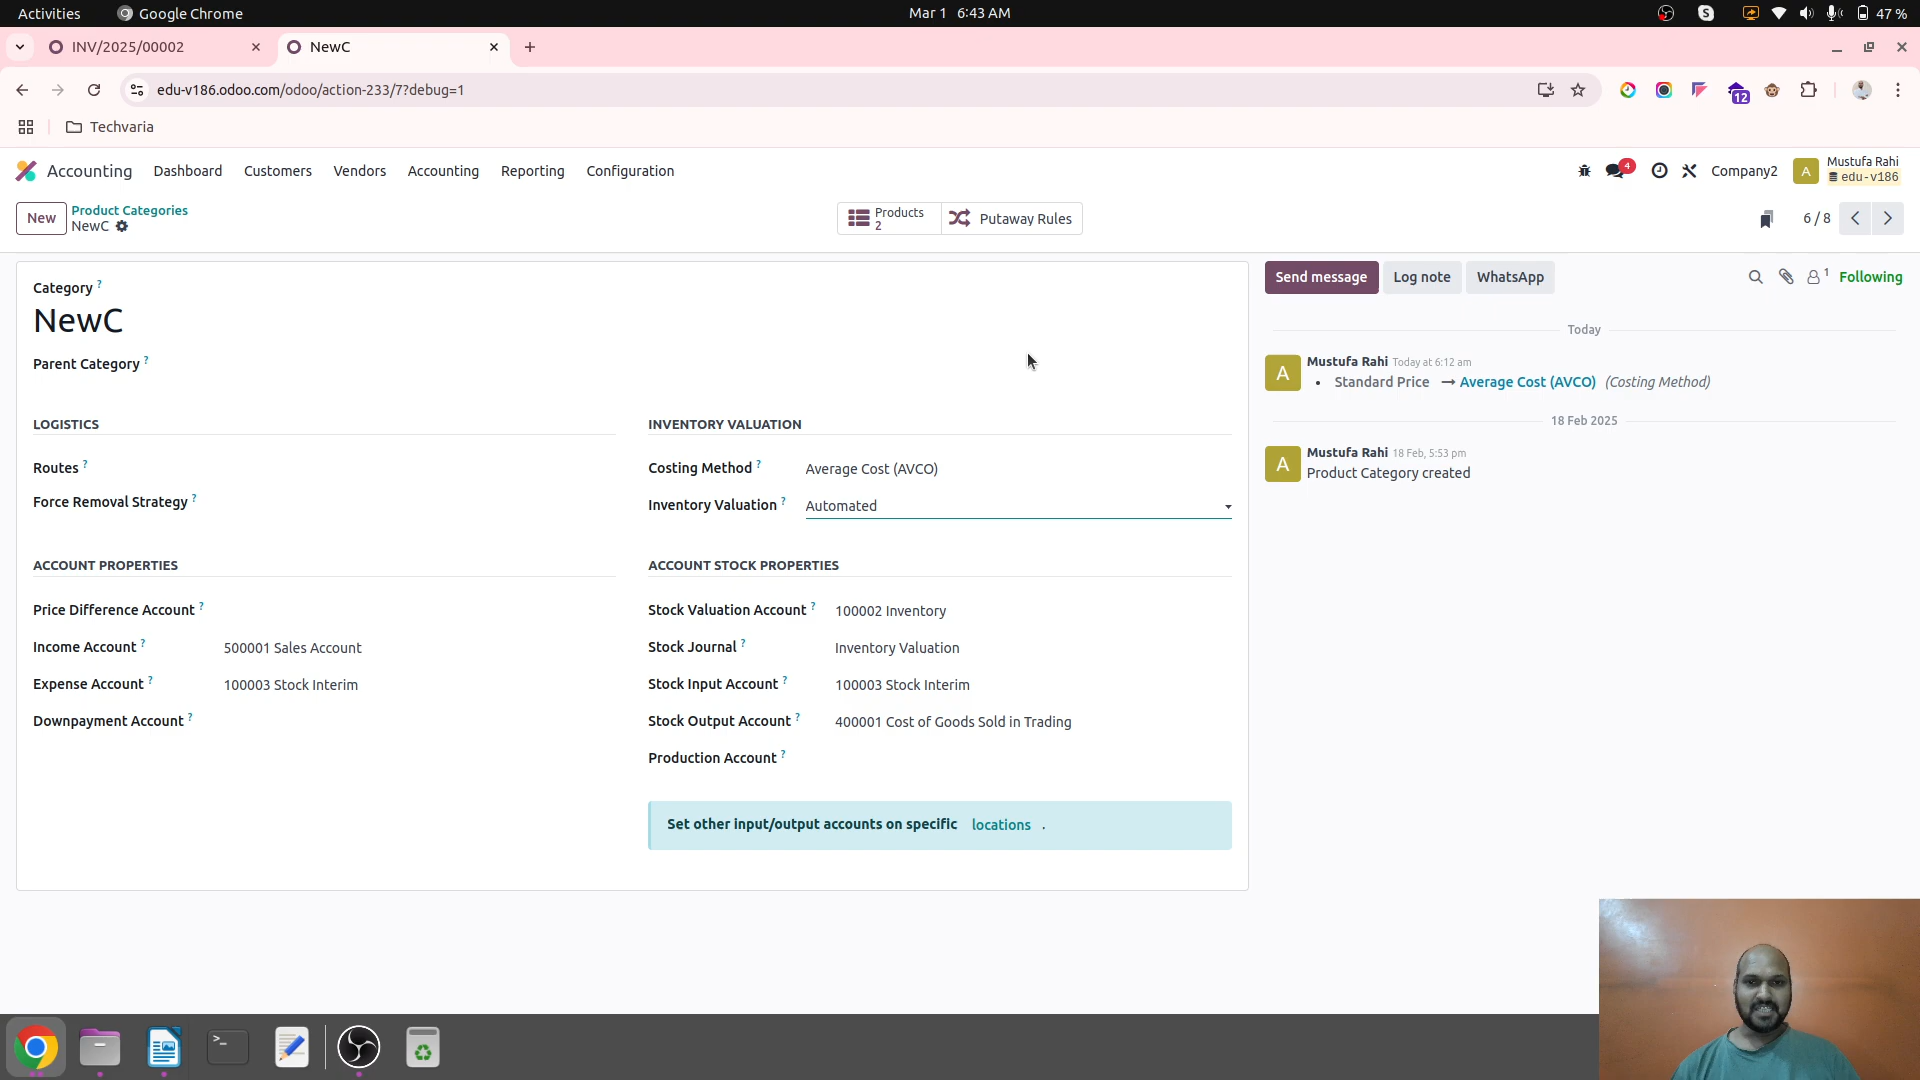 Activities
Google Chrome
Mar 1 6:43 AM
47 %
INV/2025/00002
NewC
edu-v186.odoo.com/odoo/action-233/7?debug=1
12
Techvaria
Accounting
Dashboard
Customers
Vendors
Accounting
Reporting
Configuration
4
Company2
A
Mustufa Rahi
edu-v186
New
Product Categories
NewC
Products
2
Putaway Rules
6 / 8
Category ?
NewC
Parent Category ?
LOGISTICS
Routes ?
Force Removal Strategy ?
INVENTORY VALUATION
Costing Method ? Average Cost (AVCO)
Inventory Valuation ? Automated
ACCOUNT PROPERTIES
Price Difference Account ?
Income Account ? 500001 Sales Account
Expense Account ? 100003 Stock Interim
Downpayment Account ?
ACCOUNT STOCK PROPERTIES
Stock Valuation Account ? 100002 Inventory
Stock Journal ? Inventory Valuation
Stock Input Account ? 100003 Stock Interim
Stock Output Account ? 400001 Cost of Goods Sold in Trading
Production Account ?
Set other input/output accounts on specific locations .
Send message
Log note
WhatsApp
1
Following
Today
A
Mustufa Rahi Today at 6:12 am
• Standard Price → Average Cost (AVCO) (Costing Method)
18 Feb 2025
A
Mustufa Rahi 18 Feb, 5:53 pm
Product Category created